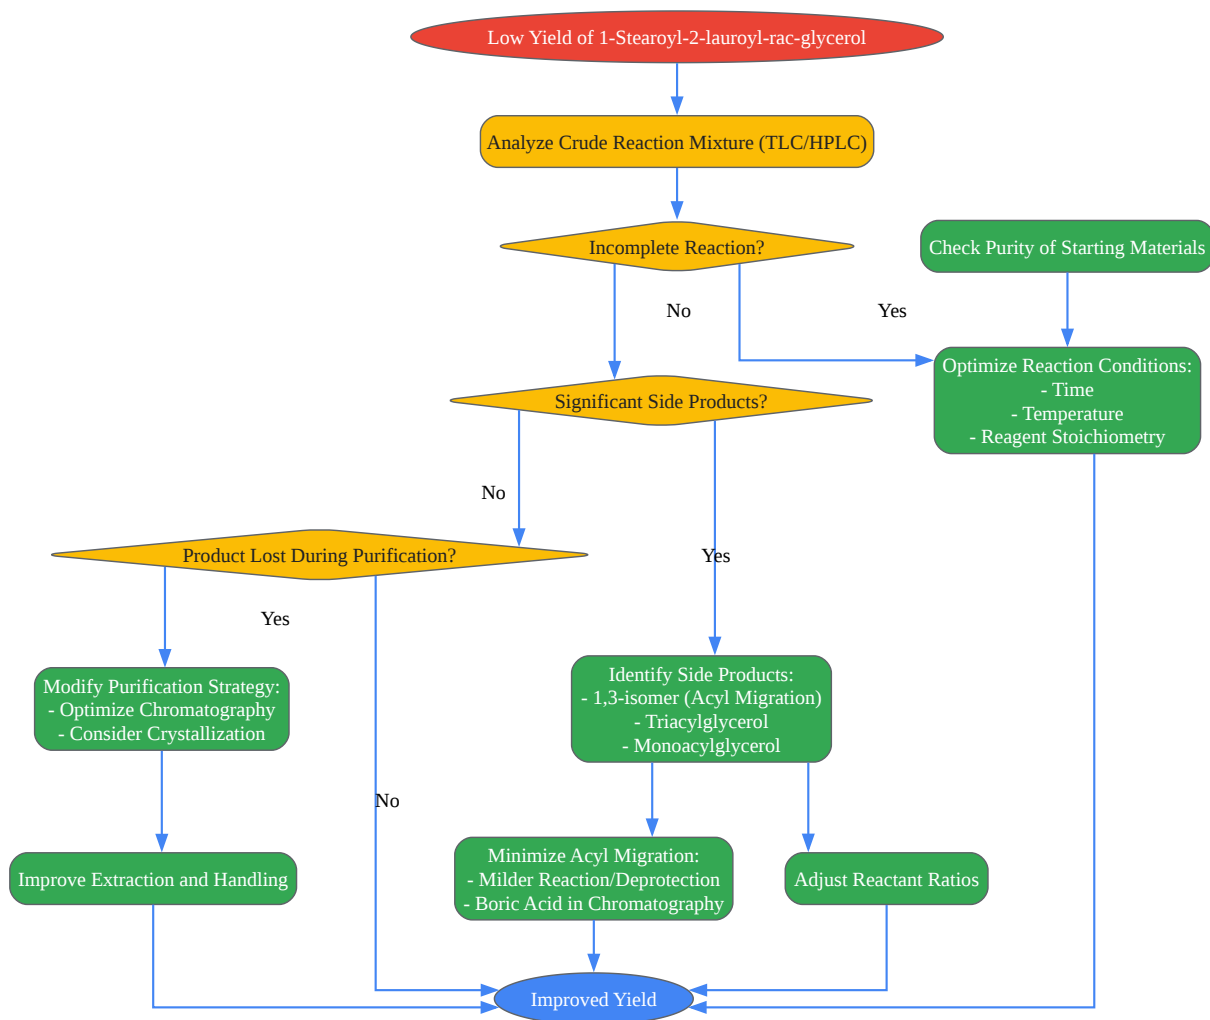 Low Yield of 1-Stearoyl-2-lauroyl-rac-glycerol
Analyze Crude Reaction Mixture (TLC/HPLC)
Incomplete Reaction?
Check Purity of Starting Materials
No
Yes
Optimize Reaction Conditions:
- Time
- Temperature
- Reagent Stoichiometry
Significant Side Products?
No
Yes
Product Lost During Purification?
Yes
Modify Purification Strategy:
- Optimize Chromatography
- Consider Crystallization
Identify Side Products:
- 1,3-isomer (Acyl Migration)
- Triacylglycerol
- Monoacylglycerol
No
Improve Extraction and Handling
Minimize Acyl Migration:
- Milder Reaction/Deprotection
- Boric Acid in Chromatography
Adjust Reactant Ratios
Improved Yield